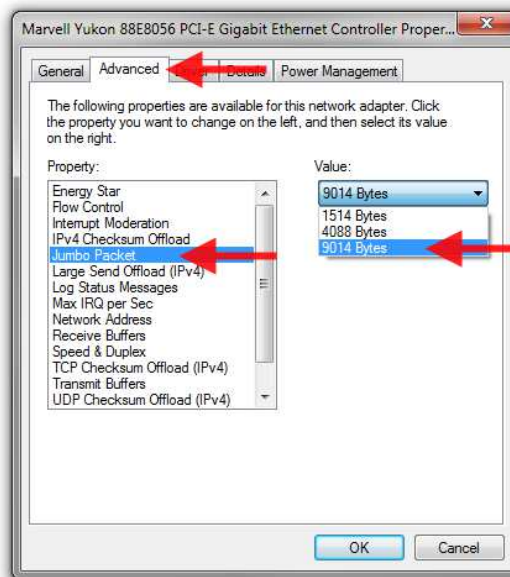 Marvell Yukon 88E8056 PCI-E Gigabit Ethernet Controller Proper...
General Advanced Driver Details Power Management
The following properties are available for this network adapter. Click
the property you want to change on the left, and then select its value
on the right.
Property:
Energy Star
Flow Control
Interrupt Moderation
IPv4 Checksum Offload
Jumbo Packet
Large Send Offload (IPv4)
Log Status Messages
Max IRQ per Sec
Network Address
Receive Buffers
Speed & Duplex
TCP Checksum Offload (IPv4)
Transmit Buffers
UDP Checksum Offload (IPv4)
Value:
9014 Bytes
1514 Bytes
4088 Bytes
9014 Bytes
OK Cancel